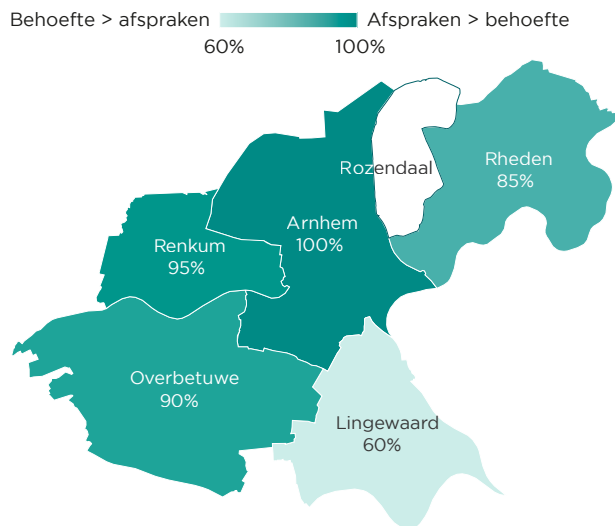 Behoefte > afspraken Afspraken > behoefte
60% 100%
Rozendaal
Rheden
85%
Arnhem
100%
Renkum
95%
Overbetuwe
90%
Lingewaard
60%